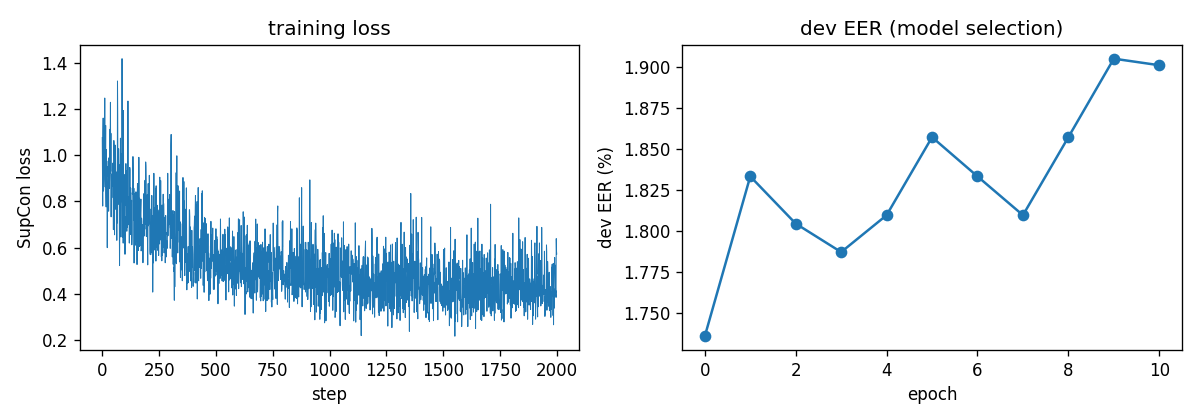 training loss
SupCon loss
1.4
1.2
1.0
0.8
0.6
0.4
0.2
0 250 500 750 1000 1250 1500 1750 2000
step
dev EER (model selection)
dev EER (%)
1.900
1.875
1.850
1.825
1.800
1.775
1.750
0 2 4 6 8 10
epoch